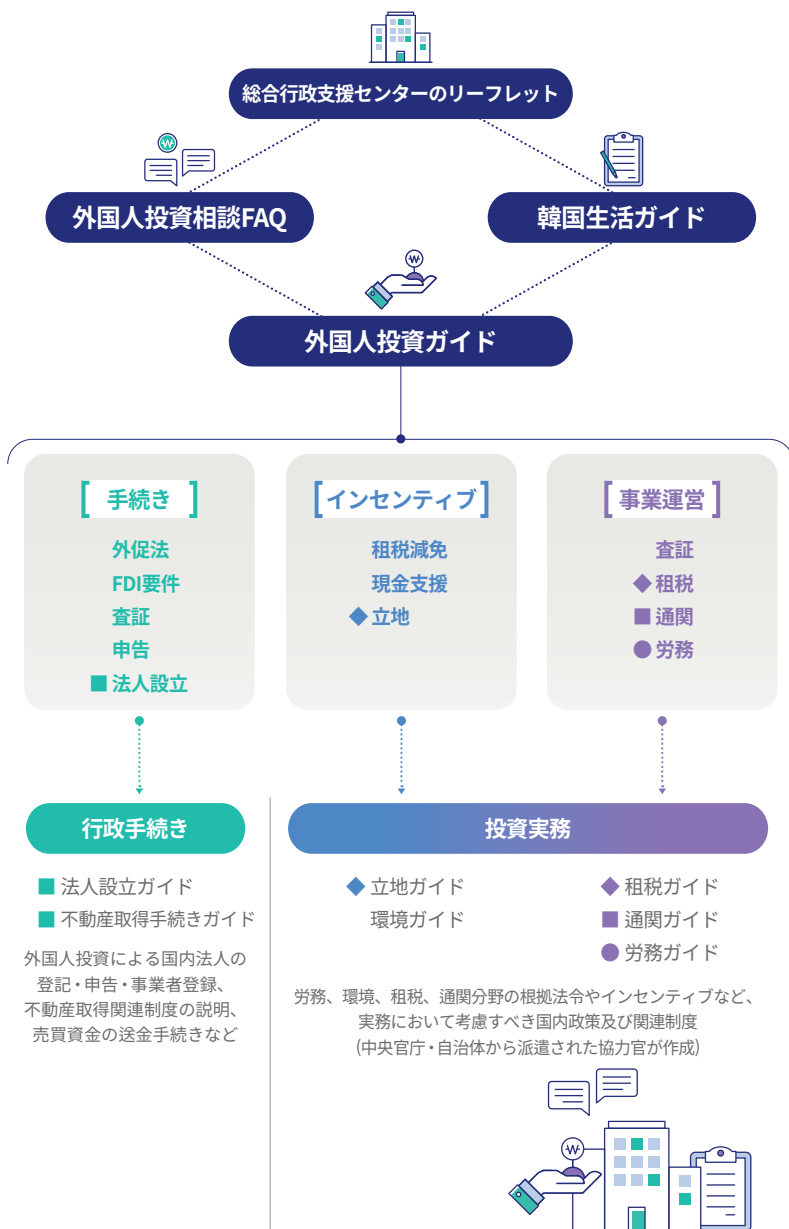 総合行政支援センターのリーフレット
外国人投資相談FAQ
韓国生活ガイド
外国人投資ガイド
[手続き]
外促法
FDI要件
査証
申告
■ 法人設立
[インセンティブ]
租税減免
現金支援
◆ 立地
[事業運営]
査証
◆ 租税
■ 通関
● 労務
行政手続き
■ 法人設立ガイド
■ 不動産取得手続きガイド
外国人投資による国内法人の
登記・申告・事業者登録、
不動産取得関連制度の説明、
売買資金の送金手続きなど
投資実務
◆ 立地ガイド
環境ガイド
◆ 租税ガイド
■ 通関ガイド
● 労務ガイド
労務、環境、租税、通関分野の根拠法令やインセンティブなど、
実務において考慮すべき国内政策及び関連制度
(中央官庁・自治体から派遣された協力官が作成)